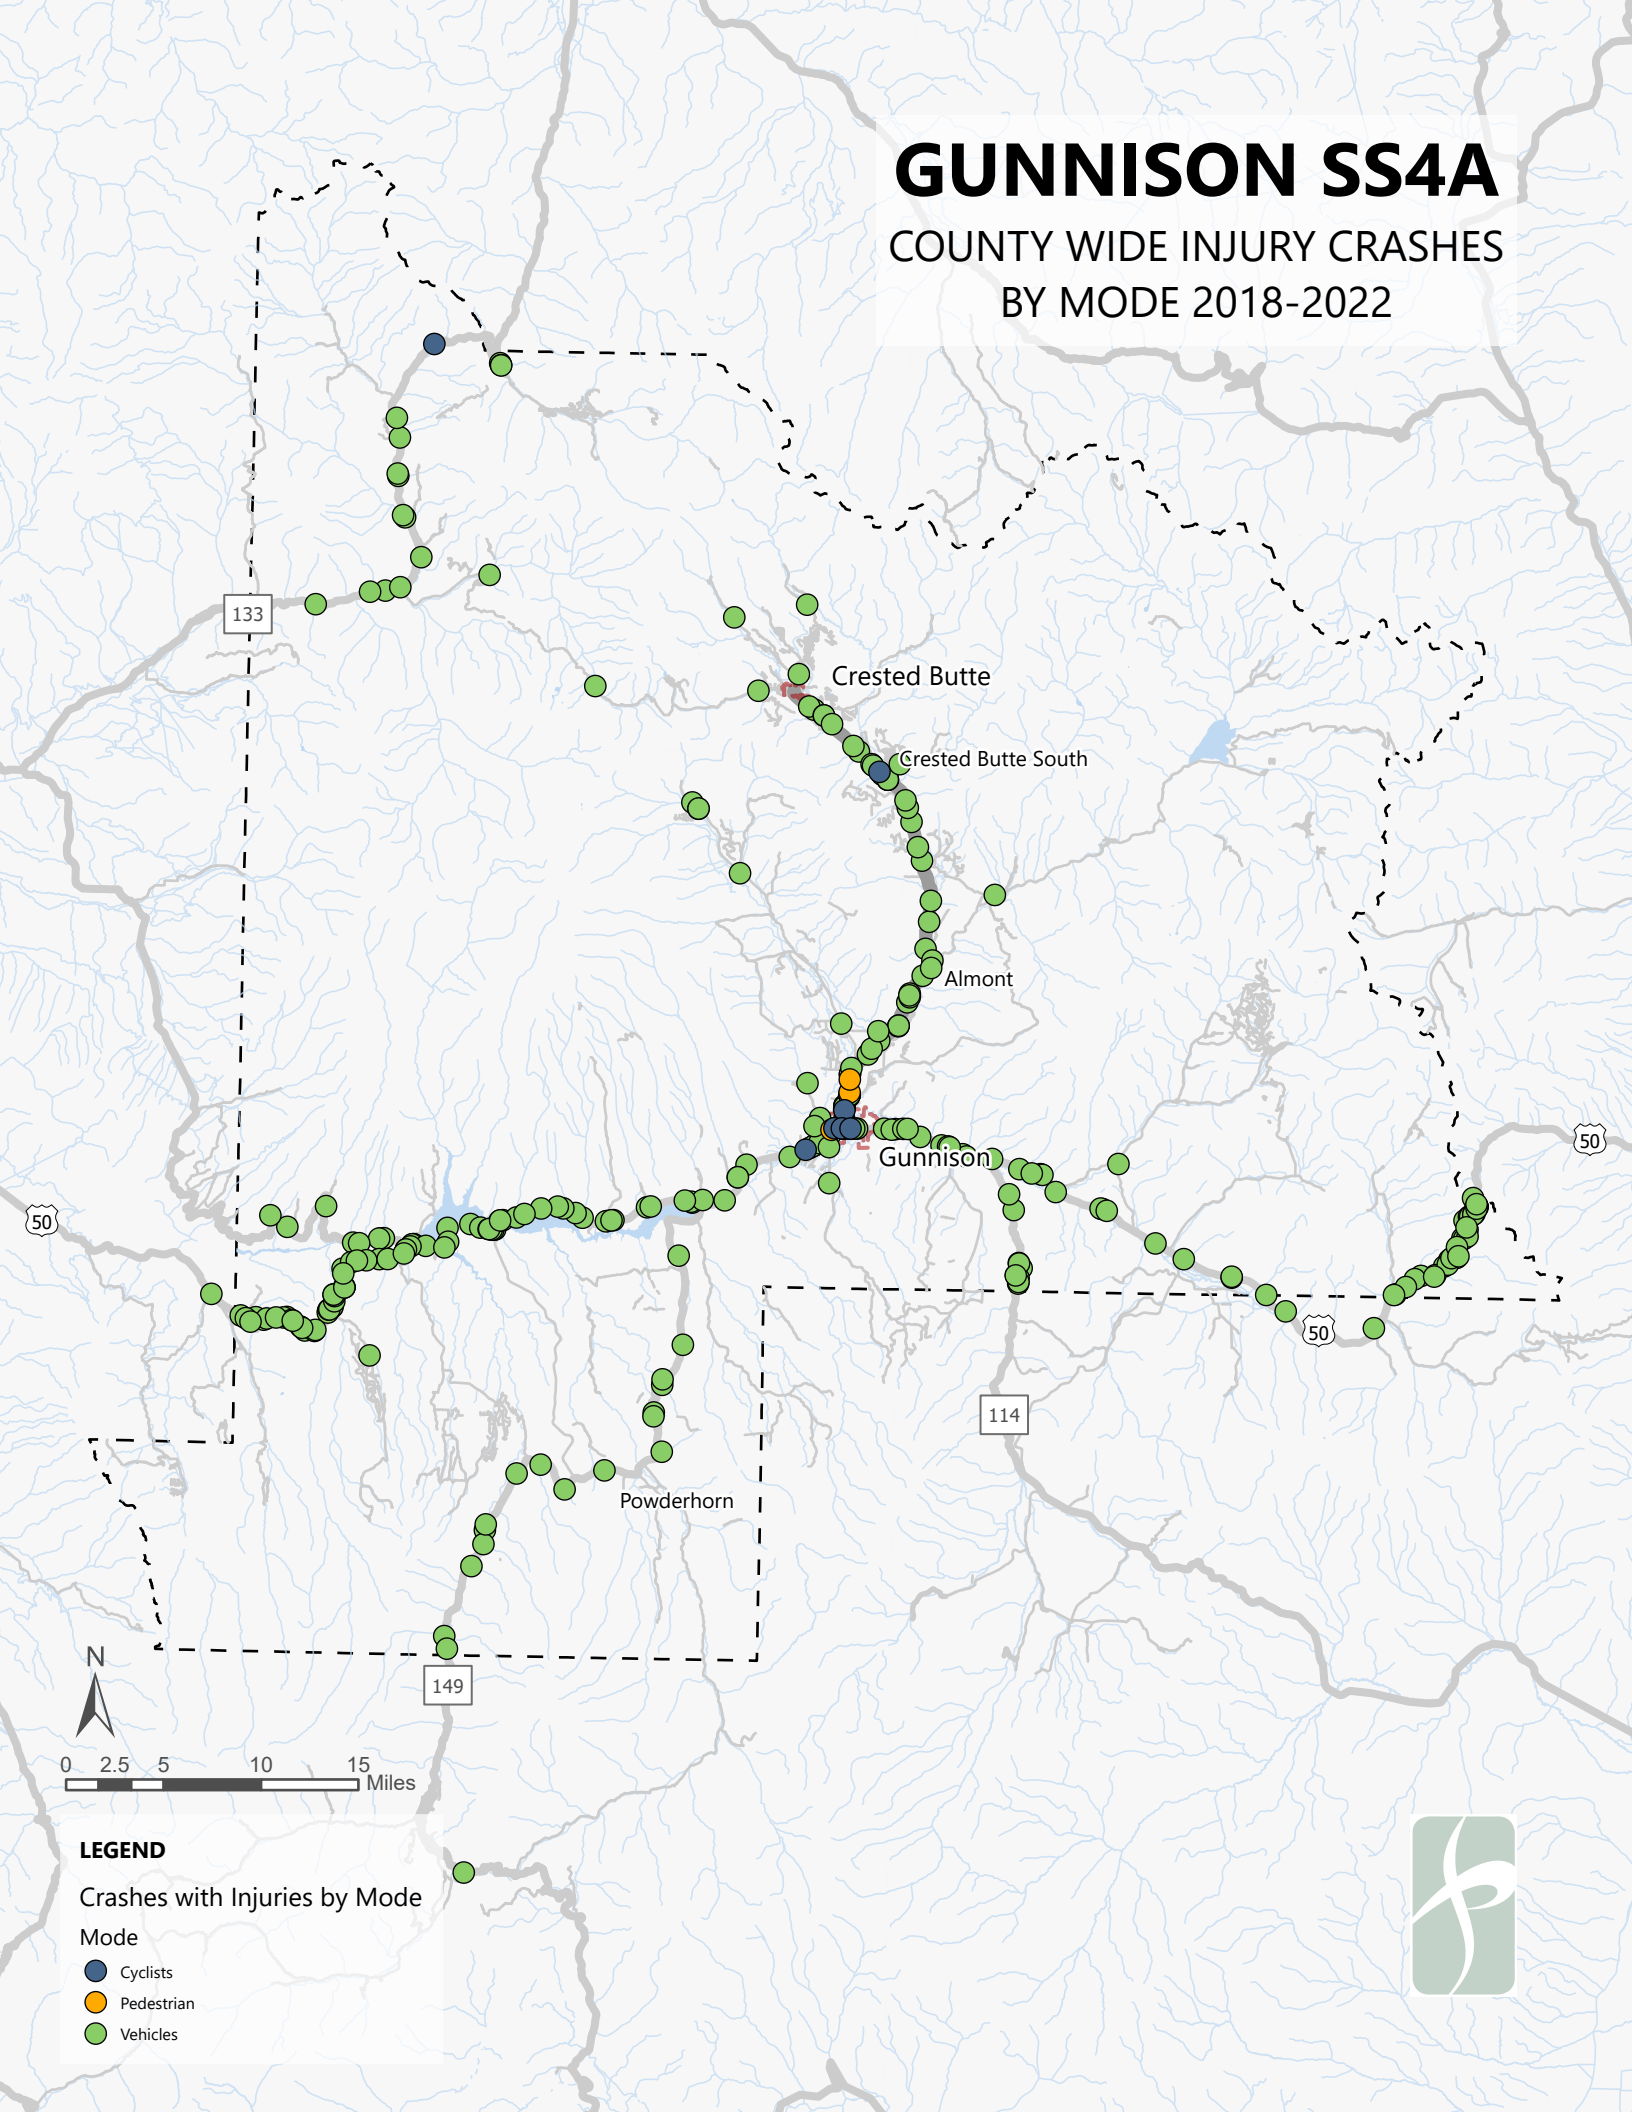 GUNNISON SS4A
COUNTY WIDE INJURY CRASHES
BY MODE 2018-2022
133
Crested Butte
Crested Butte South
Almont
50
Gunnison
50
50
114
Powderhorn
N
149
0 2.5 5 10 15
Miles
LEGEND
Crashes with Injuries by Mode
Mode
Cyclists
Pedestrian
Vehicles